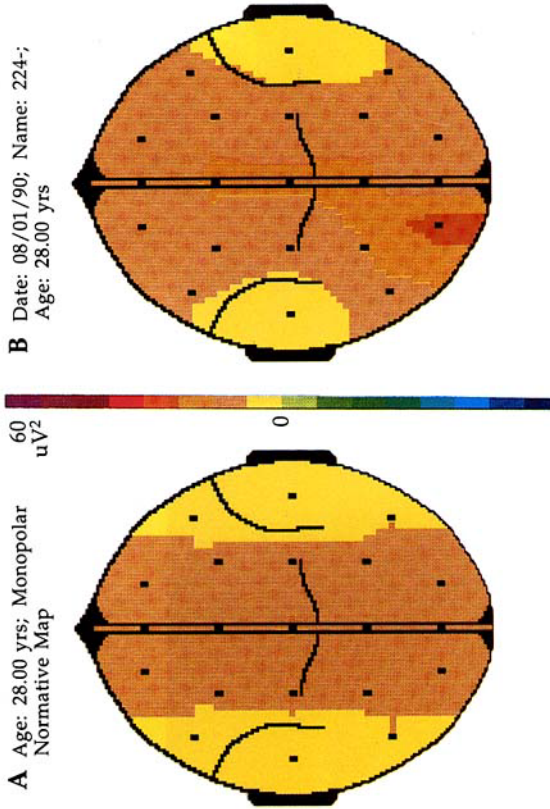 A Age: 28.00 yrs; Monopolar
Normative Map
60
uV²
0
B Date: 08/01/90; Name: 224-;
Age: 28.00 yrs